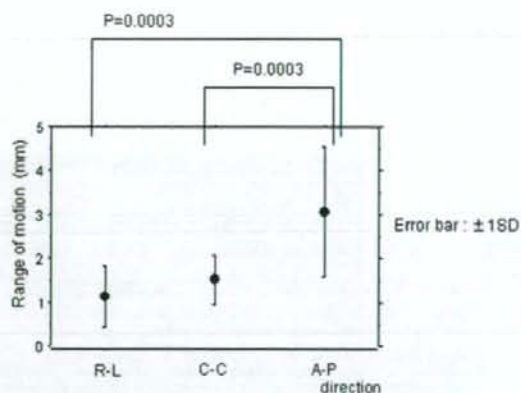 P=0.0003
P=0.0003
Range of motion (mm)
5
4
3
2
1
0
Error bar : ±1SD
R-L
C-C
A-P
direction